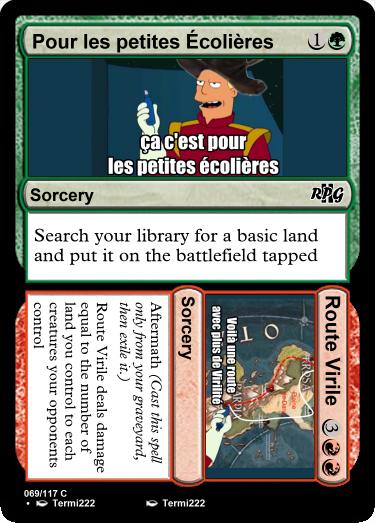 Pour les petites Écolières 1
ça c'est pour
les petites écolières
Sorcery RPG
Search your library for a basic land
and put it on the battlefield tapped
Route Virile 3
Voilà une route
avec plus de Virilité
Sorcery
Aftermath (Cast this spell
only from your graveyard,
then exile it.)
Route Virile deals damage
equal to the number of
land you control to each
creatures your opponents
control
069/117 C
• Termi222 Termi222